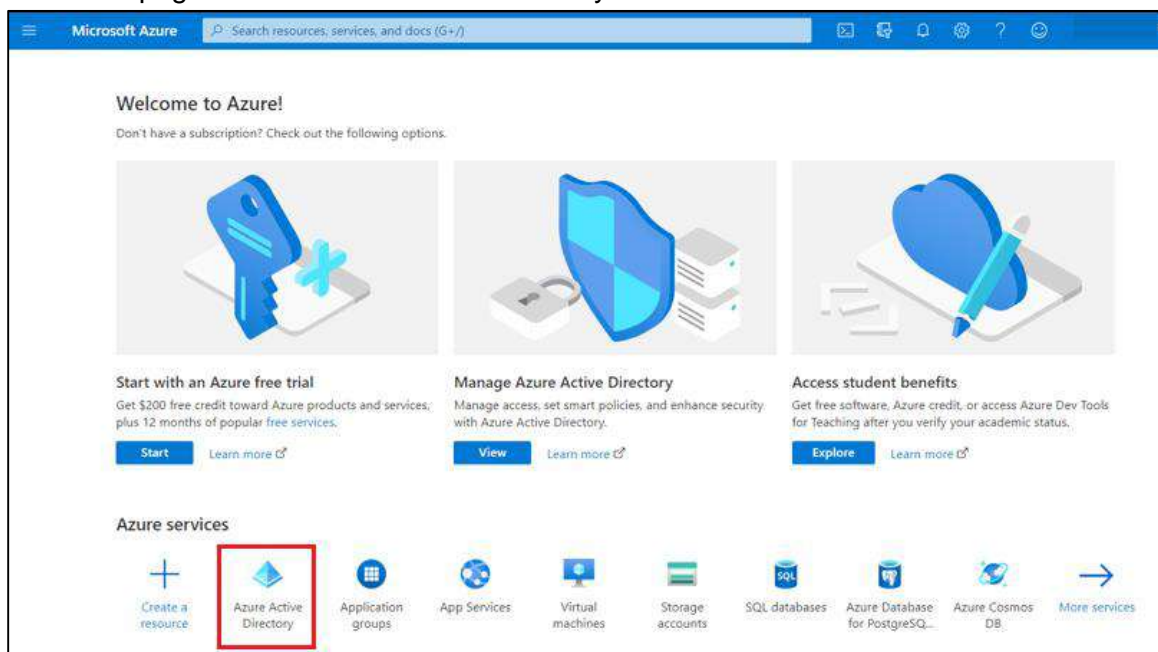 Microsoft Azure
Search resources, services, and docs (G+/)
Welcome to Azure!
Don't have a subscription? Check out the following options.
Start with an Azure free trial
Get $200 free credit toward Azure products and services,
plus 12 months of popular free services.
Start
Learn more
Manage Azure Active Directory
Manage access, set smart policies, and enhance security
with Azure Active Directory.
View
Learn more
Access student benefits
Get free software, Azure credit, or access Azure Dev Tools
for Teaching after you verify your academic status.
Explore
Learn more
Azure services
Create a
resource
Azure Active
Directory
Application
groups
App Services
Virtual
machines
Storage
accounts
SQL
SQL databases
Azure Database
for PostgreSQ...
Azure Cosmos
DB
More services